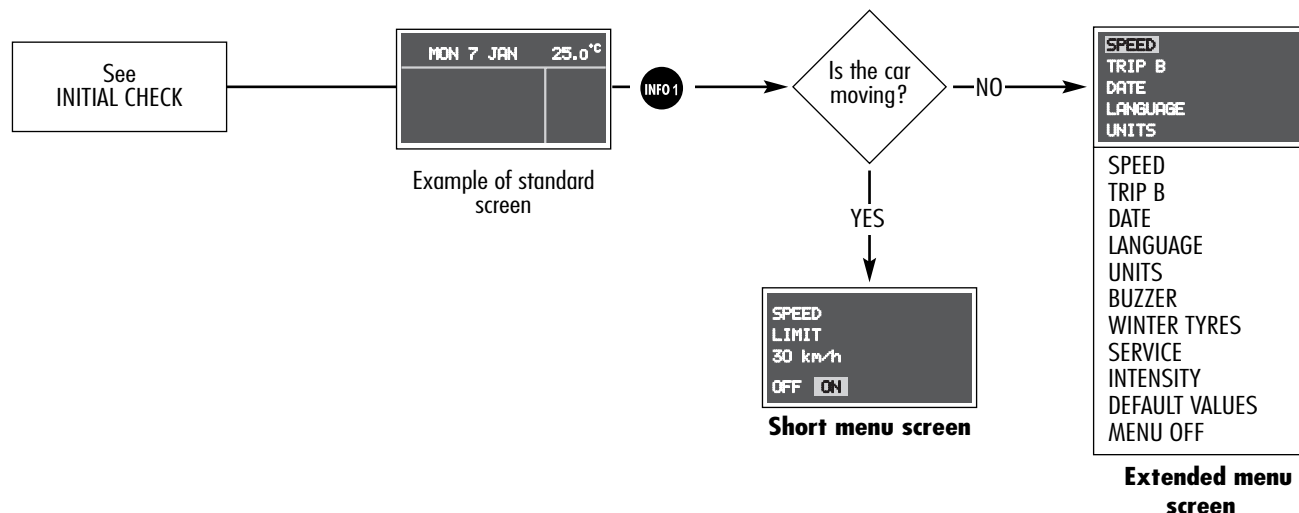 See
INITIAL CHECK
MON 7 JAN 25.0°C
Example of standard
screen
INFO 1
Is the car
moving?
NO
YES
SPEED
LIMIT
30 km/h
OFF ON
Short menu screen
SPEED
TRIP B
DATE
LANGUAGE
UNITS
SPEED
TRIP B
DATE
LANGUAGE
UNITS
BUZZER
WINTER TYRES
SERVICE
INTENSITY
DEFAULT VALUES
MENU OFF
Extended menu
screen